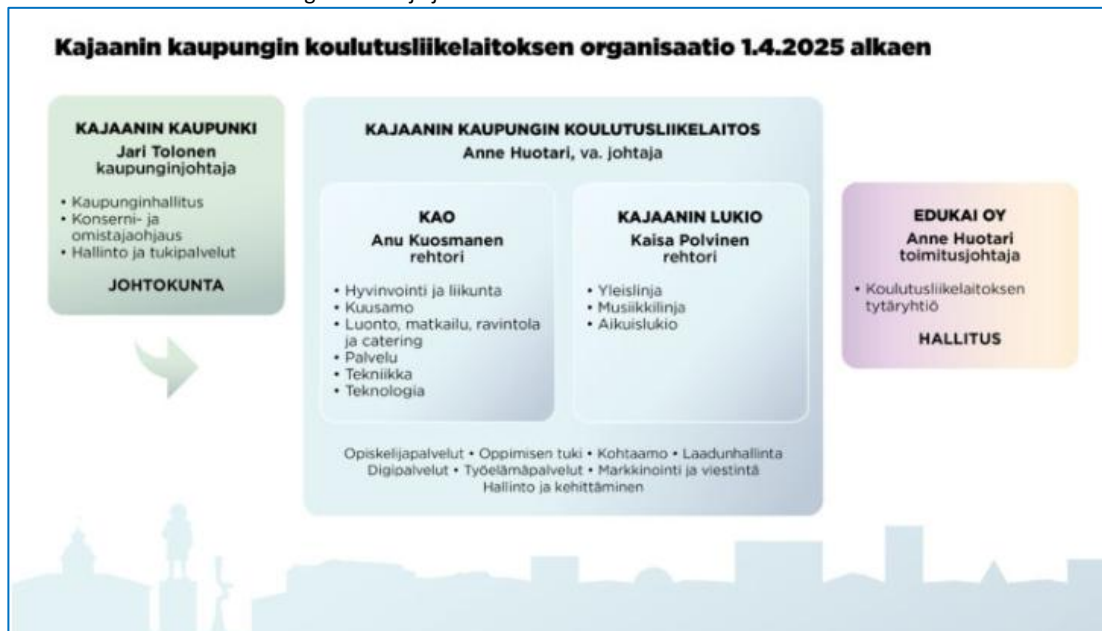 Kajaanin kaupungin koulutusliikelaitoksen organisaatio 1.4.2025 alkaen
KAJAANIN KAUPUNKI
Jari Tolonen
kaupunginjohtaja
• Kaupunginhallitus
• Konserni- ja
omistajaohjaus
• Hallinto ja tukipalvelut
JOHTOKUNTA
KAJAANIN KAUPUNGIN KOULUTUSLIIKELAITOS
Anne Huotari, va. johtaja
KAO
Anu Kuosmanen
rehtori
• Hyvinvointi ja liikunta
• Kuusamo
• Luonto, matkailu, ravintola
ja catering
• Palvelu
• Tekniikka
• Teknologia
KAJAANIN LUKIO
Kaisa Polvinen
rehtori
• Yleislinja
• Musiikkilinja
• Aikuislukio
Opiskelijapalvelut • Oppimisen tuki • Kohtaamo • Laadunhallinta
Digipalvelut • Työelämäpalvelut • Markkinointi ja viestintä
Hallinto ja kehittäminen
EDUKAI OY
Anne Huotari
toimitusjohtaja
• Koulutusliikelaitoksen
tytäryhtiö
HALLITUS